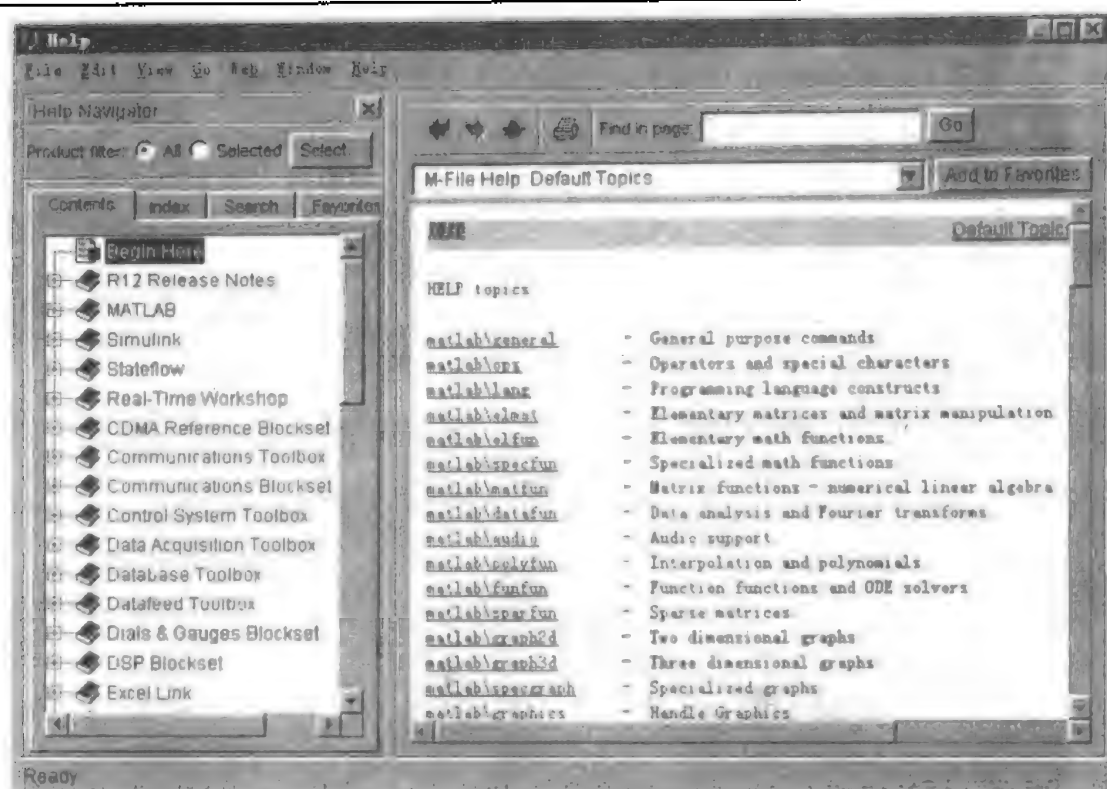 Help
File Edit View Go Web Window Help
Help Navigator
Product filter: All Selected Select...
Contents Index Search Favorites
Begin Here
R12 Release Notes
MATLAB
Simulink
Stateflow
Real-Time Workshop
CDMA Reference Blockset
Communications Toolbox
Communications Blockset
Control System Toolbox
Data Acquisition Toolbox
Database Toolbox
Datafeed Toolbox
Dials & Gauges Blockset
DSP Blockset
Excel Link
Find in page: Go
M-File Help: Default Topics Add to Favorites
Default Topics
HELP topics
matlab\general - General purpose commands
matlab\ops - Operators and special characters
matlab\lang - Programming language constructs
matlab\elmat - Elementary matrices and matrix manipulation
matlab\elfun - Elementary math functions
matlab\specfun - Specialized math functions
matlab\matfun - Matrix functions - numerical linear algebra
matlab\datafun - Data analysis and Fourier transforms
matlab\audio - Audio support
matlab\polyfun - Interpolation and polynomials
matlab\funfun - Function functions and ODE solvers
matlab\sparfun - Sparse matrices
matlab\graph2d - Two dimensional graphs
matlab\graph3d - Three dimensional graphs
matlab\specgraph - Specialized graphs
matlab\graphics - Handle Graphics
Ready